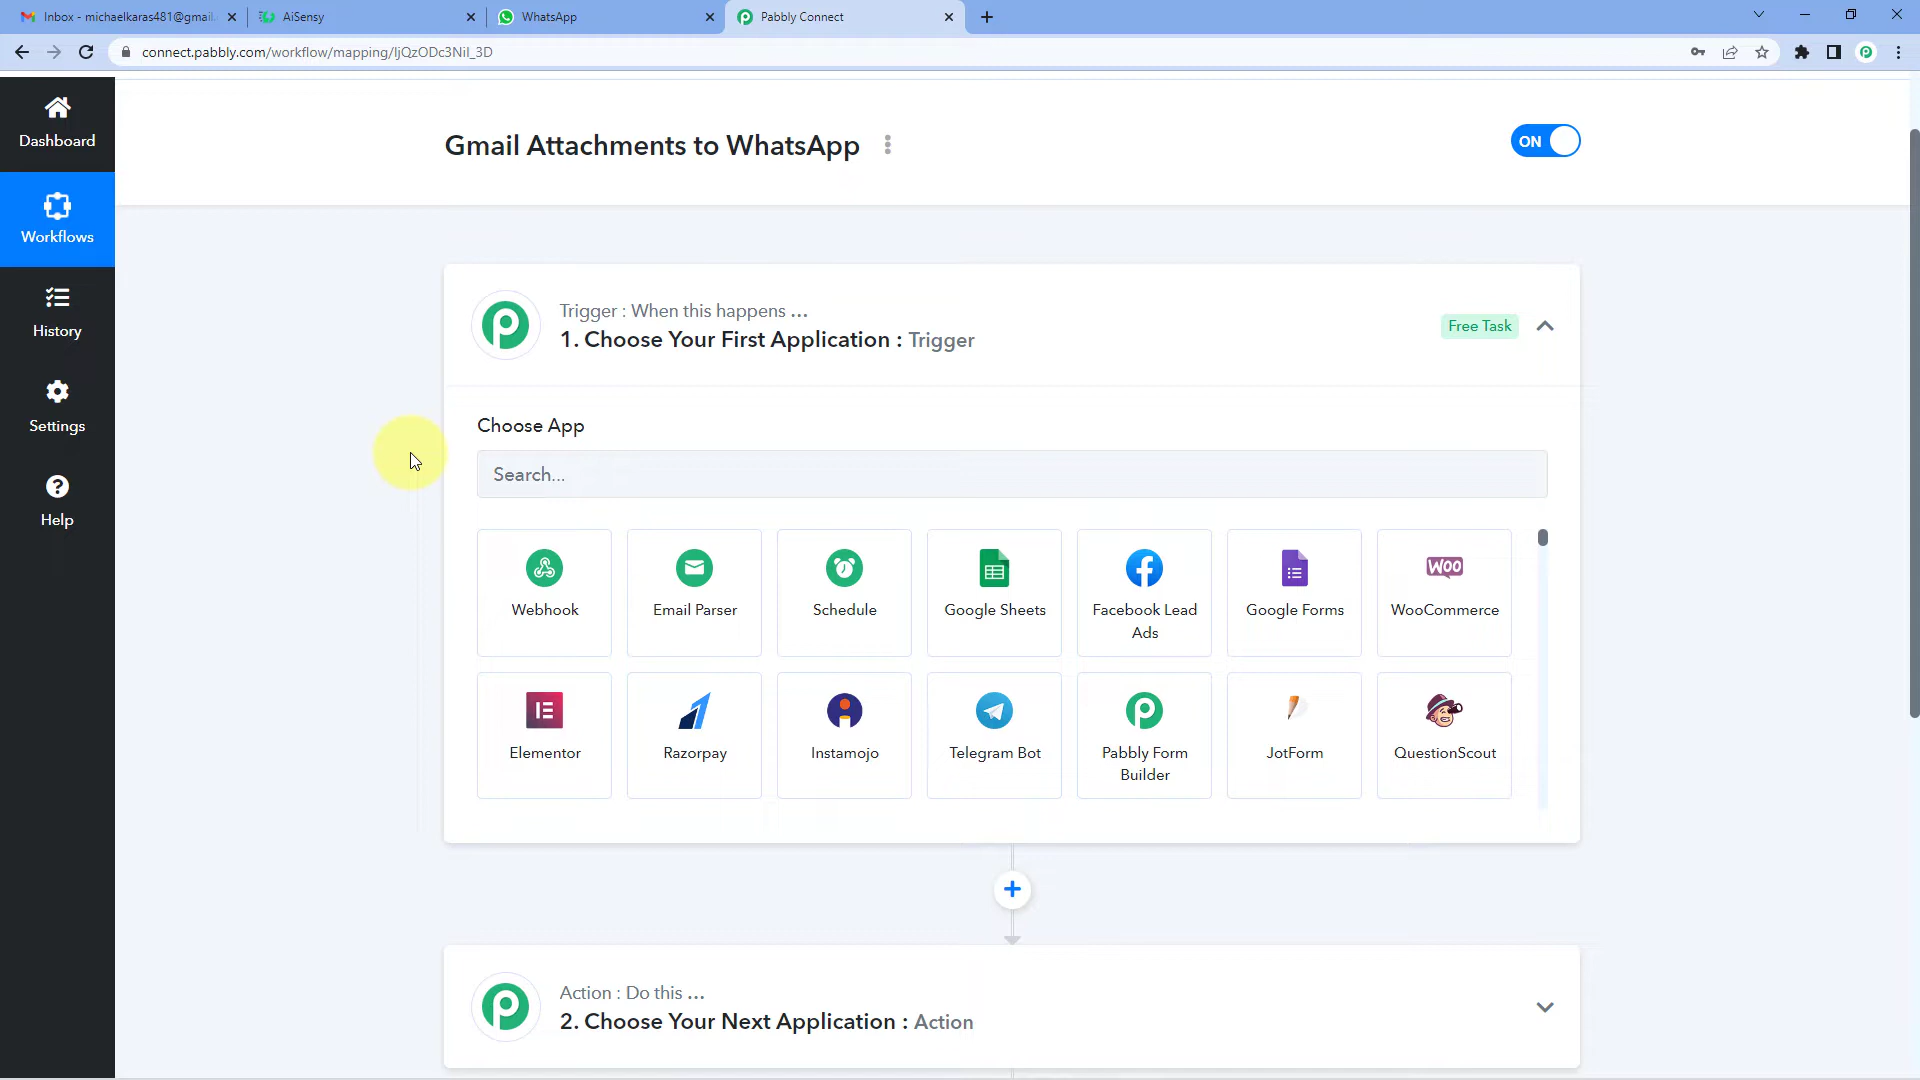 Inbox - michaelkaras481@gmail.
AiSensy
WhatsApp
Pabbly Connect
connect.pabbly.com/workflow/mapping/IjQzODc3NiI_3D
Dashboard
Workflows
History
Settings
Help
Gmail Attachments to WhatsApp
ON
Trigger : When this happens ...
1. Choose Your First Application : Trigger
Free Task
Choose App
Search...
Webhook
Email Parser
Schedule
Google Sheets
Facebook Lead
Ads
Google Forms
WOO
WooCommerce
Elementor
Razorpay
Instamojo
Telegram Bot
Pabbly Form
Builder
JotForm
QuestionScout
Action : Do this ...
2. Choose Your Next Application : Action